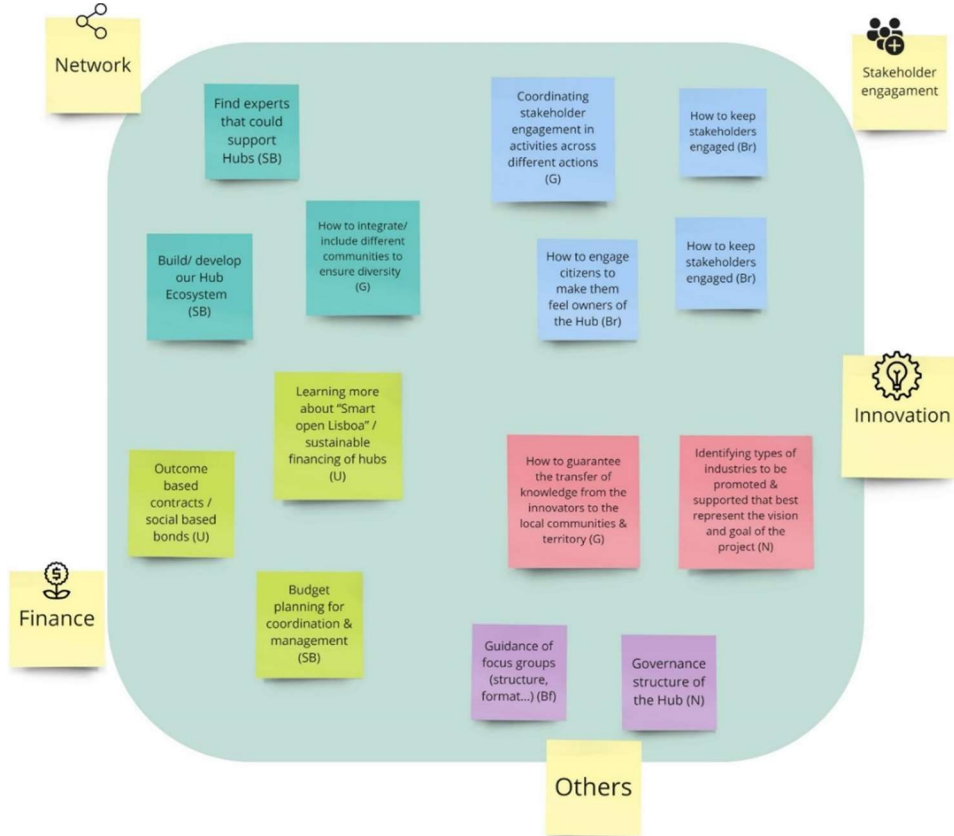 Network
Find experts
that could
support
Hubs (SB)
How to integrate/
include different
communities to
ensure diversity
(G)
Build/ develop
our Hub
Ecosystem
(SB)
Coordinating
stakeholder
engagement in
activities across
different actions
(G)
How to keep
stakeholders
engaged (Br)
Stakeholder
engagament
How to engage
citizens to
make them
feel owners of
the Hub (Br)
How to keep
stakeholders
engaged (Br)
Learning more
about “Smart
open Lisboa” /
sustainable
financing of hubs
(U)
Outcome
based
contracts /
social based
bonds (U)
Finance
Budget
planning for
coordination &
management
(SB)
Innovation
How to guarantee
the transfer of
knowledge from the
innovators to the
local communities &
territory (G)
Identifying types of
industries to be
promoted &
supported that best
represent the vision
and goal of the
project (N)
Guidance of
focus groups
(structure,
format...) (Bf)
Governance
structure of
the Hub (N)
Others